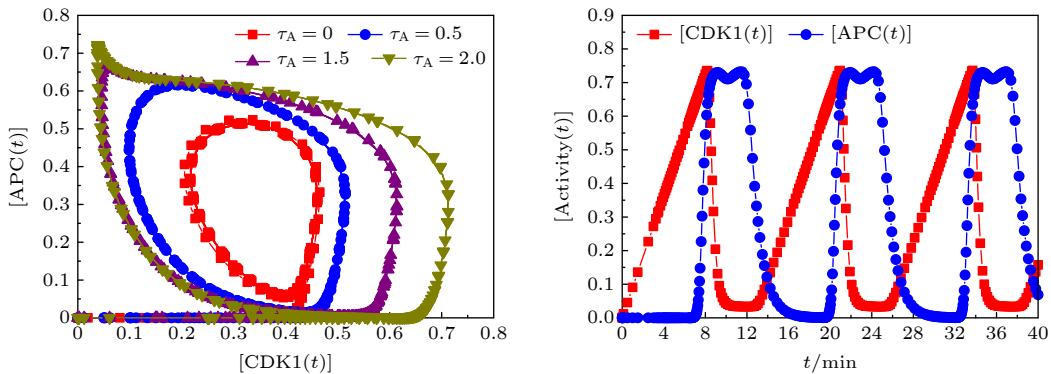 τA = 0
τA = 0.5
τA = 1.5
τA = 2.0
0.8
0.7
0.6
0.5
0.4
0.3
0.2
0.1
0
[APC(t)]
0 0.1 0.2 0.3 0.4 0.5 0.6 0.7 0.8
[CDK1(t)]
[CDK1(t)] [APC(t)]
0.9
0.8
0.7
0.6
0.5
0.4
0.3
0.2
0.1
0.0
[Activity(t)]
0 4 8 12 16 20 24 28 32 36 40
t/min